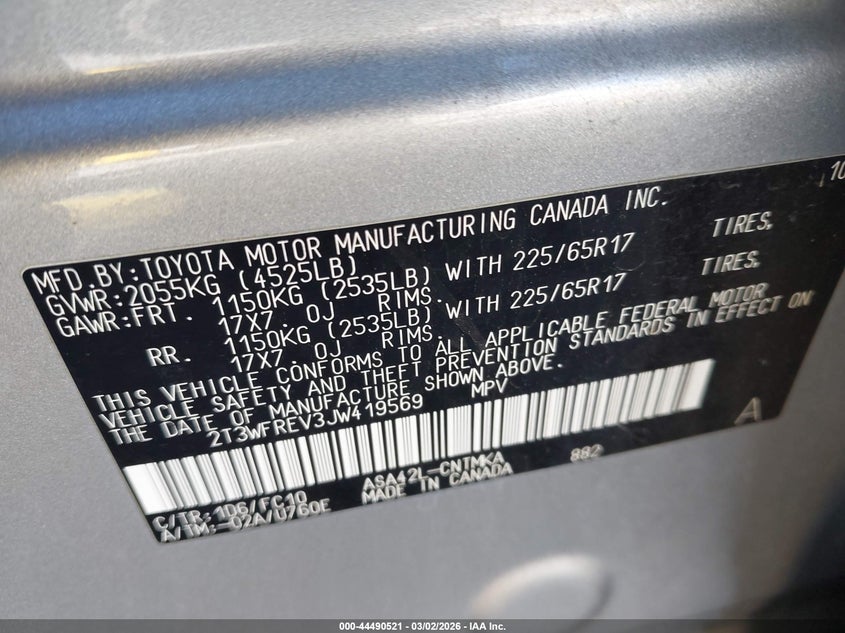 10
MFD.BY:TOYOTA MOTOR MANUFACTURING CANADA INC.
GVWR:2055KG (4525LB)
GAWR:FRT. 1150KG (2535LB) WITH 225/65R17 TIRES,
17X7.0J RIMS.
RR. 1150KG (2535LB) WITH 225/65R17 TIRES,
17X7 0J RIMS.
THIS VEHICLE CONFORMS TO ALL APPLICABLE FEDERAL MOTOR
VEHICLE SAFETY AND THEFT PREVENTION STANDARDS IN EFFECT ON
THE DATE OF MANUFACTURE SHOWN ABOVE.
2T3WFREV3JW419569 MPV
A
C/TR:1D6/FC10 ASA42L-CNTMKA 882
A/TM:-02A/U760E MADE IN CANADA
000-44490521 - 03/02/2026 - IAA Inc.